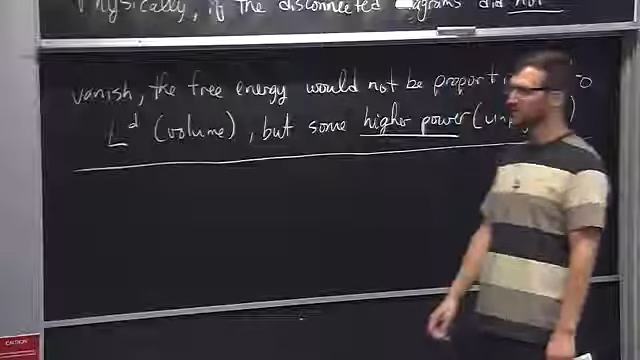 Physically, if the disconnected diagrams did not
vanish, the free energy would not be
L^d (volume), but some higher power
CAUTION